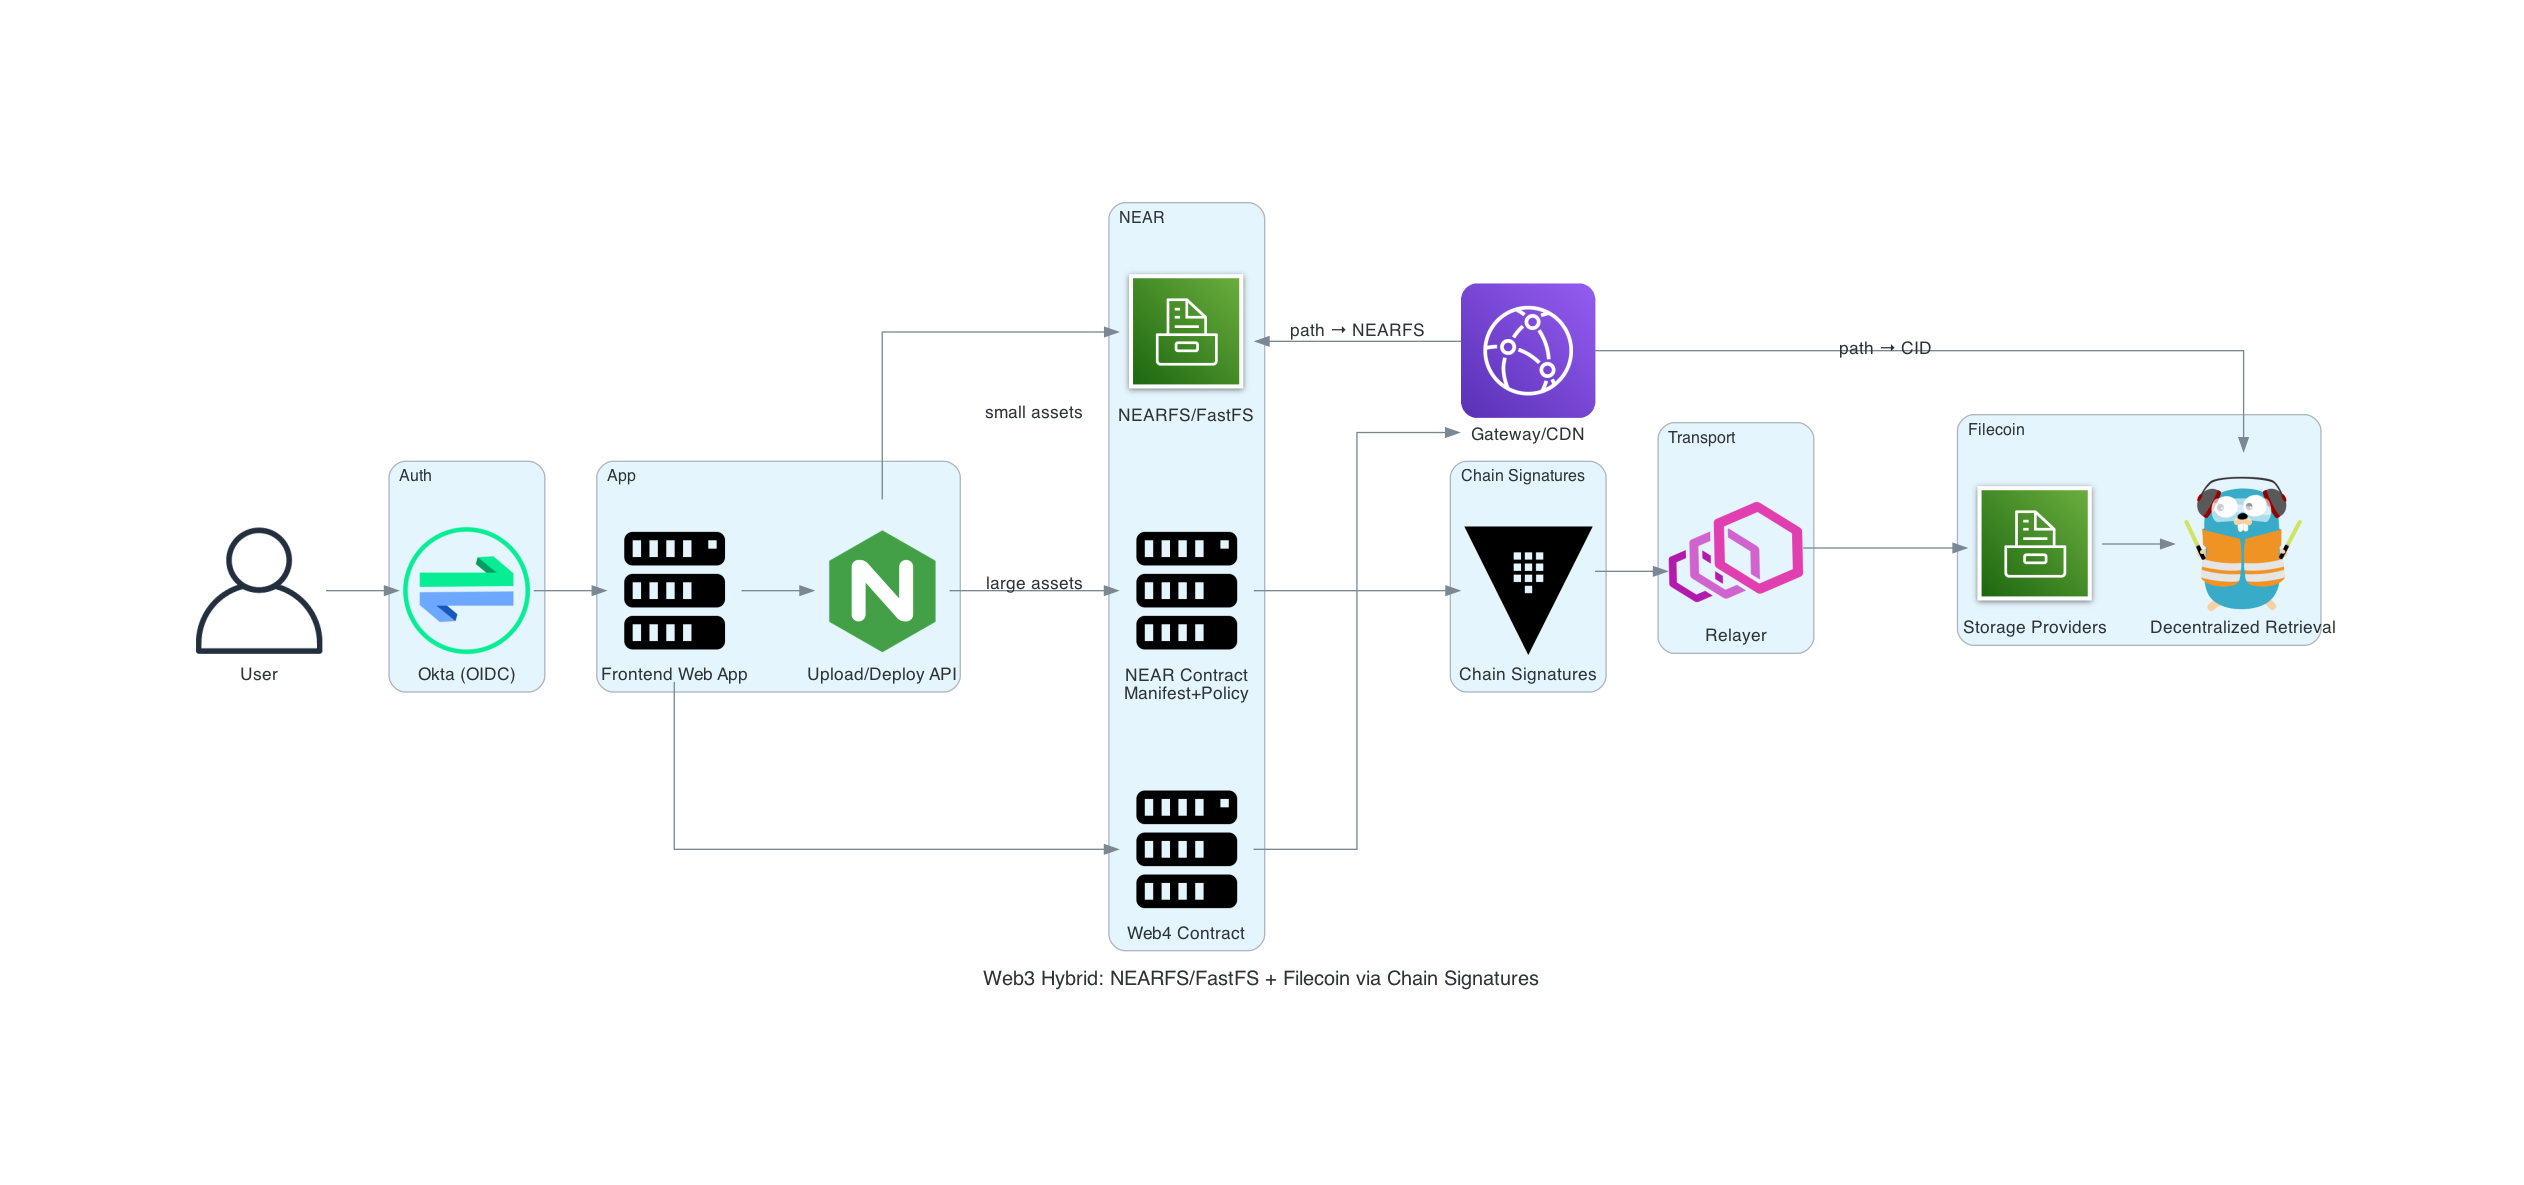 NEAR
NEARFS/FastFS
path → NEARFS
Gateway/CDN
path → CID
small assets
Auth
Okta (OIDC)
User
App
Frontend Web App
Upload/Deploy API
large assets
NEAR Contract
Manifest+Policy
Chain Signatures
Chain Signatures
Transport
Relayer
Filecoin
Storage Providers
Decentralized Retrieval
Web4 Contract
Web3 Hybrid: NEARFS/FastFS + Filecoin via Chain Signatures